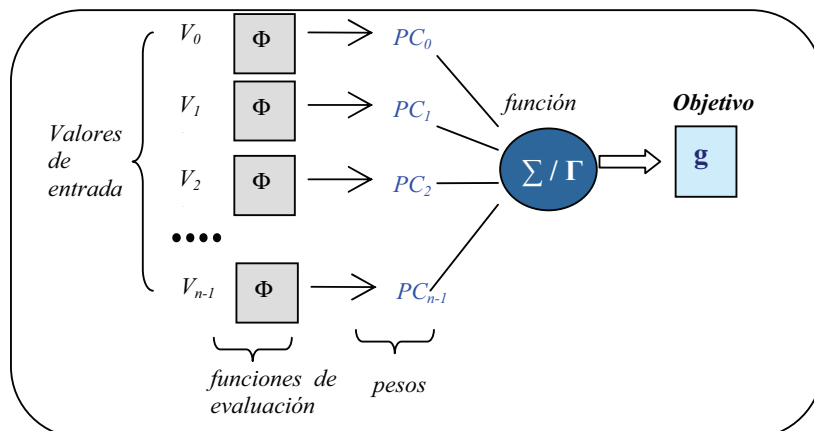 V0 Φ PC0
función
Objetivo
V1 Φ PC1
Valores
de
entrada
V2 Φ PC2
∑ / Γ
g
••••
Vn-1 Φ PCn-1
funciones de
evaluación
pesos